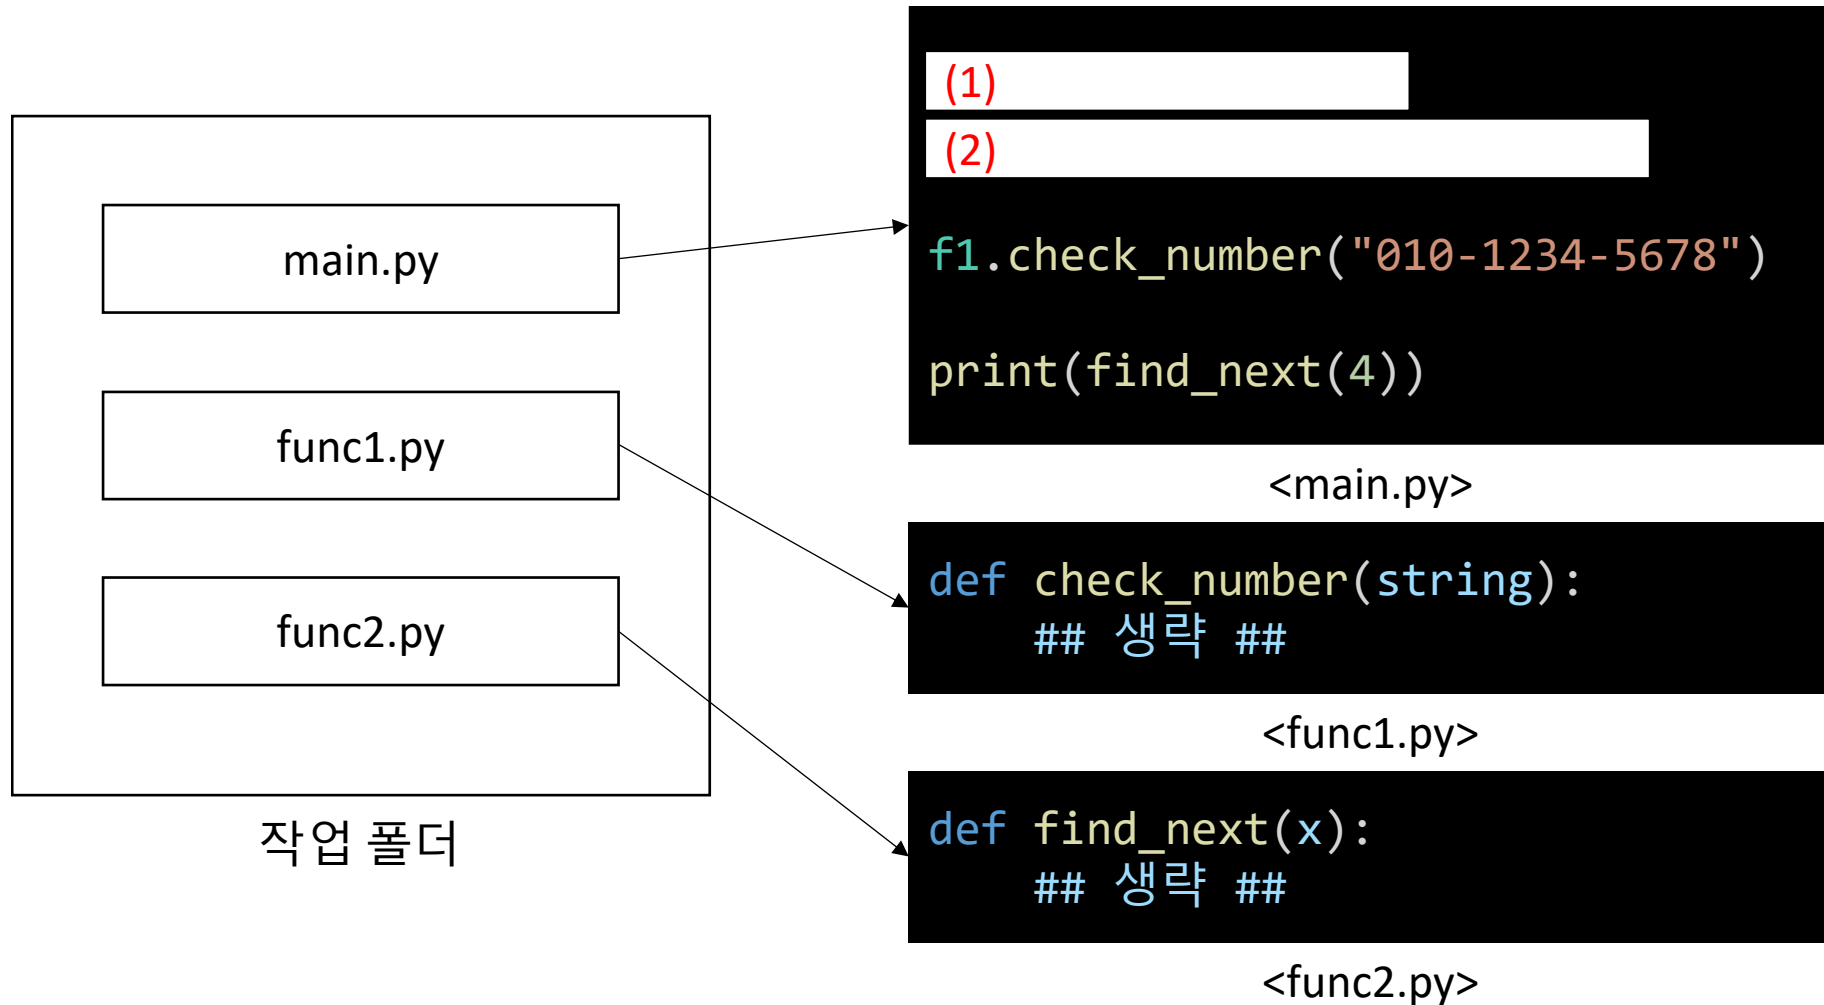 main.py
func1.py
func2.py
작업 폴더
(1)
(2)
f1.check_number("010-1234-5678")
print(find_next(4))
<main.py>
def check_number(string):
## 생략 ##
<func1.py>
def find_next(x):
## 생략 ##
<func2.py>